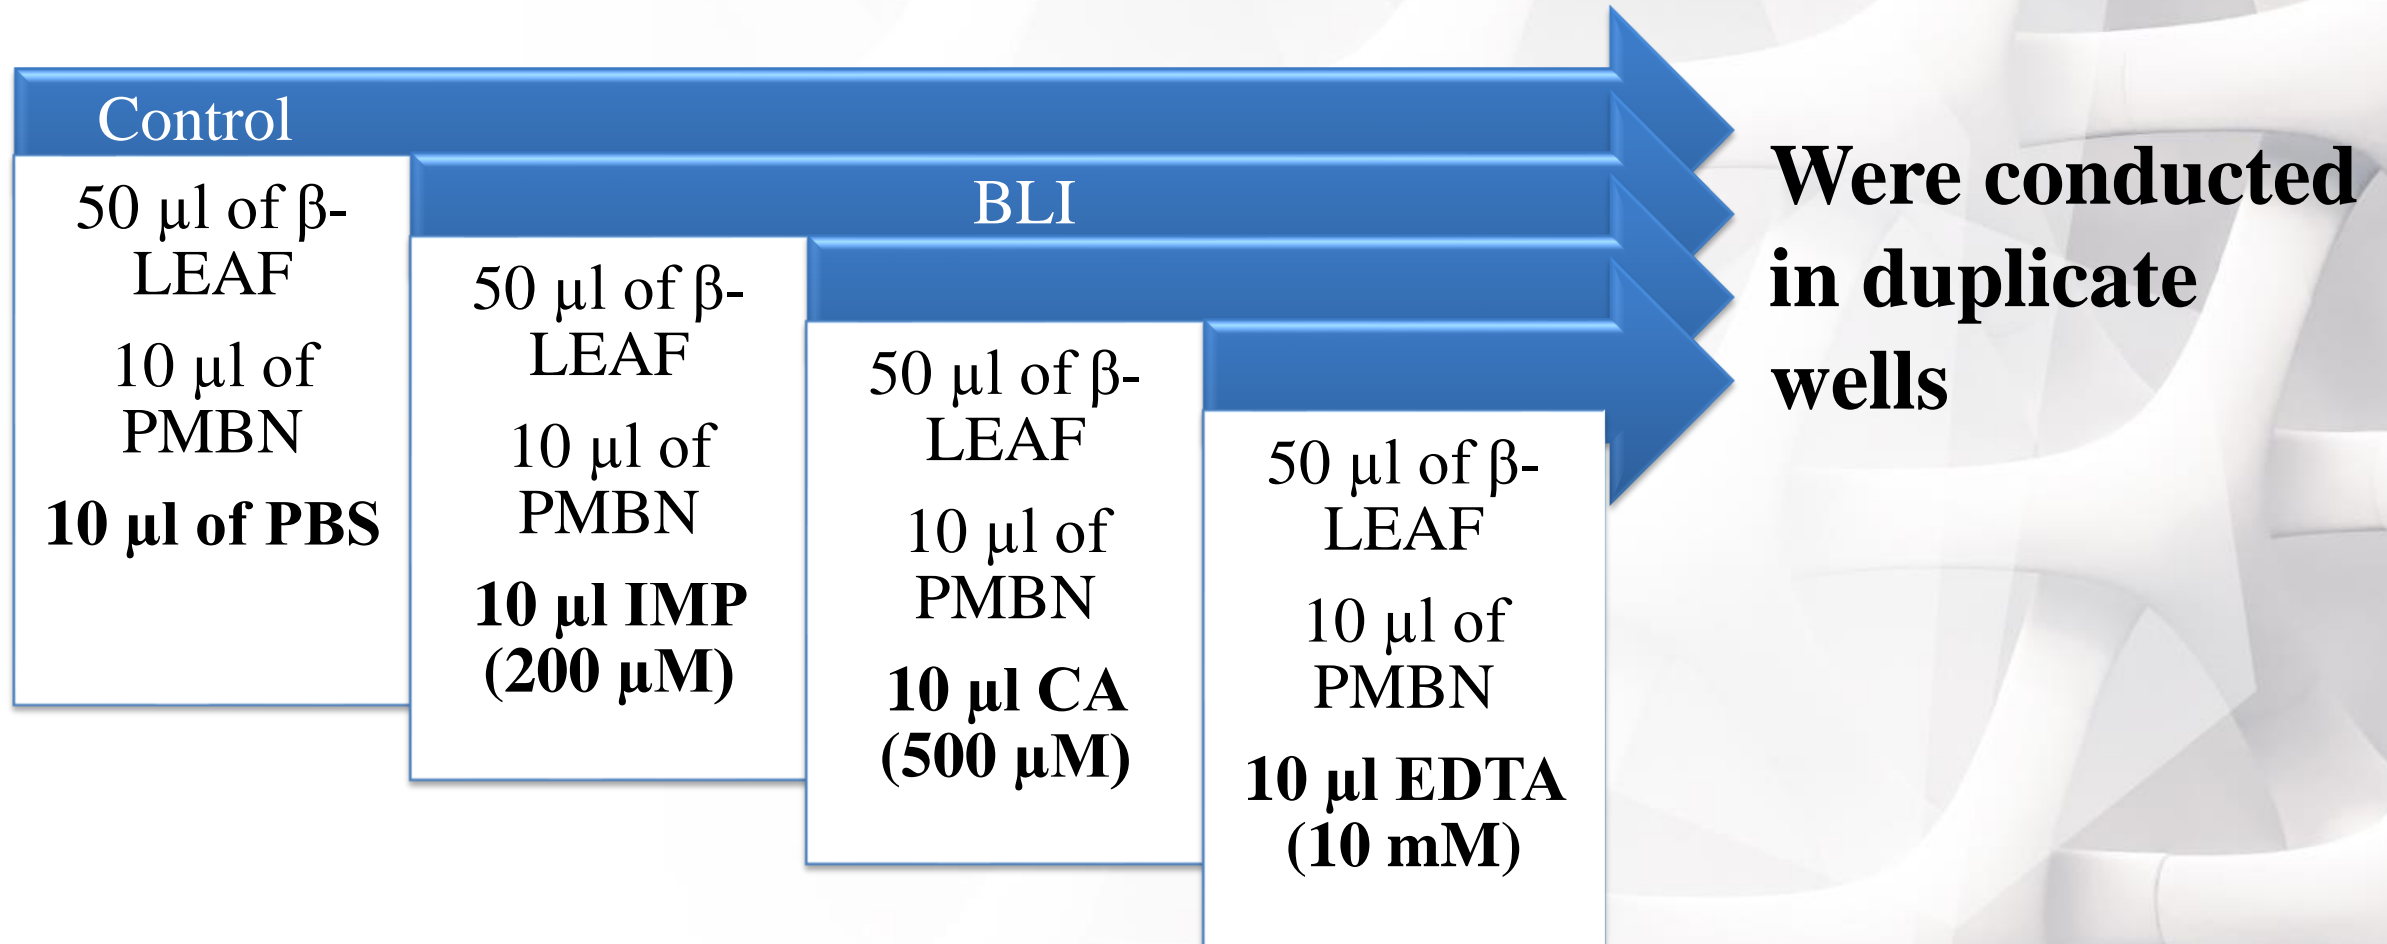 Control
50 µl of β-
LEAF
10 µl of
PMBN
10 µl of PBS
BLI
50 µl of β-
LEAF
10 µl of
PMBN
10 µl IMP
(200 µM)
50 µl of β-
LEAF
10 µl of
PMBN
10 µl CA
(500 µM)
50 µl of β-
LEAF
10 µl of
PMBN
10 µl EDTA
(10 mM)
Were conducted
in duplicate
wells